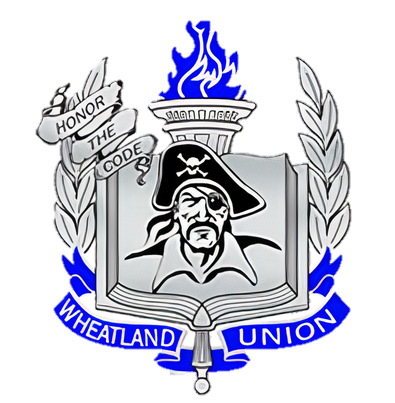 HONOR
THE
CODE
WHEATLAND UNION